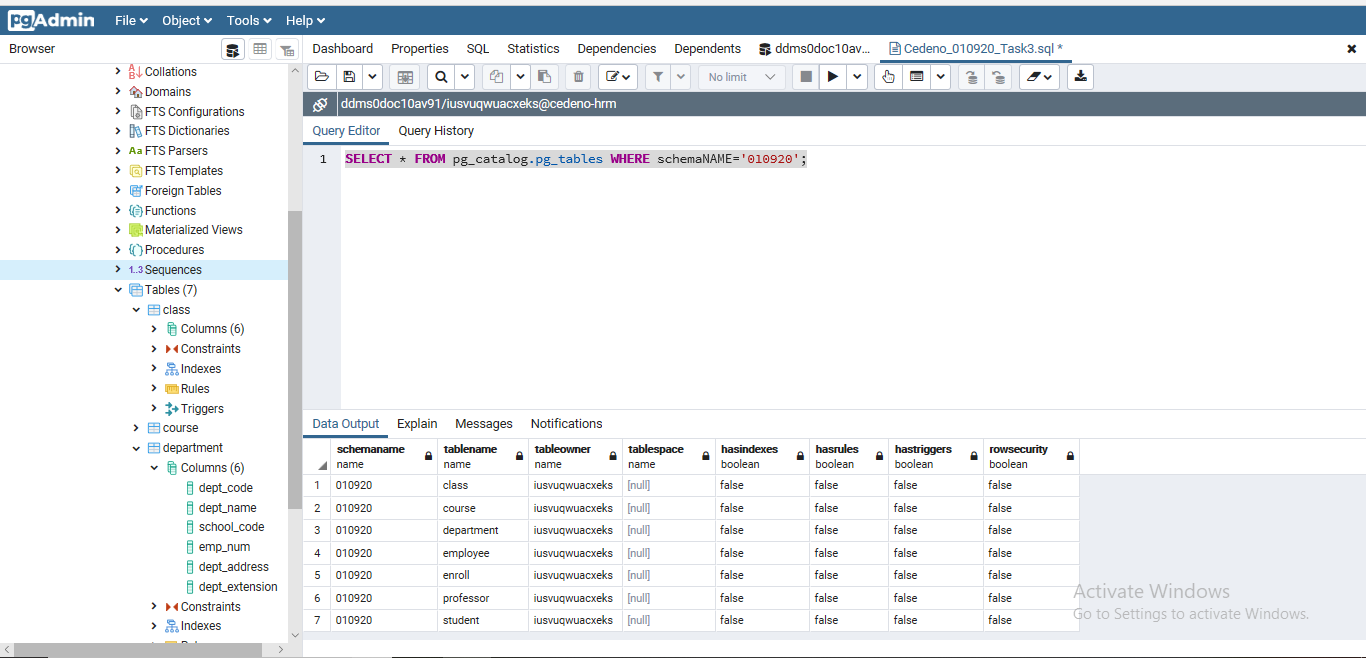 pgAdmin File Object Tools Help
Browser
Dashboard Properties SQL Statistics Dependencies Dependents ddms0doc10av... Cedeno_010920_Task3.sql *
No limit
ddms0doc10av91/iusvuqwuacxeks@cedeno-hrm
Query Editor Query History
1 SELECT * FROM pg_catalog.pg_tables WHERE schemaNAME='010920';
Collations
Domains
FTS Configurations
FTS Dictionaries
Aa FTS Parsers
FTS Templates
Foreign Tables
Functions
Materialized Views
Procedures
1..3 Sequences
Tables (7)
class
Columns (6)
Constraints
Indexes
Rules
Triggers
course
department
Columns (6)
dept_code
dept_name
school_code
emp_num
dept_address
dept_extension
Constraints
Indexes
Data Output Explain Messages Notifications
schemaname tablename tableowner tablespace hasindexes hasrules hastriggers rowsecurity
name name name name boolean boolean boolean boolean
1 010920 class iusvuqwuacxeks [null] false false false false
2 010920 course iusvuqwuacxeks [null] false false false false
3 010920 department iusvuqwuacxeks [null] false false false false
4 010920 employee iusvuqwuacxeks [null] false false false false
5 010920 enroll iusvuqwuacxeks [null] false false false false
6 010920 professor iusvuqwuacxeks [null] false false false false
7 010920 student iusvuqwuacxeks [null] false false false false
Activate Windows
Go to Settings to activate Windows.